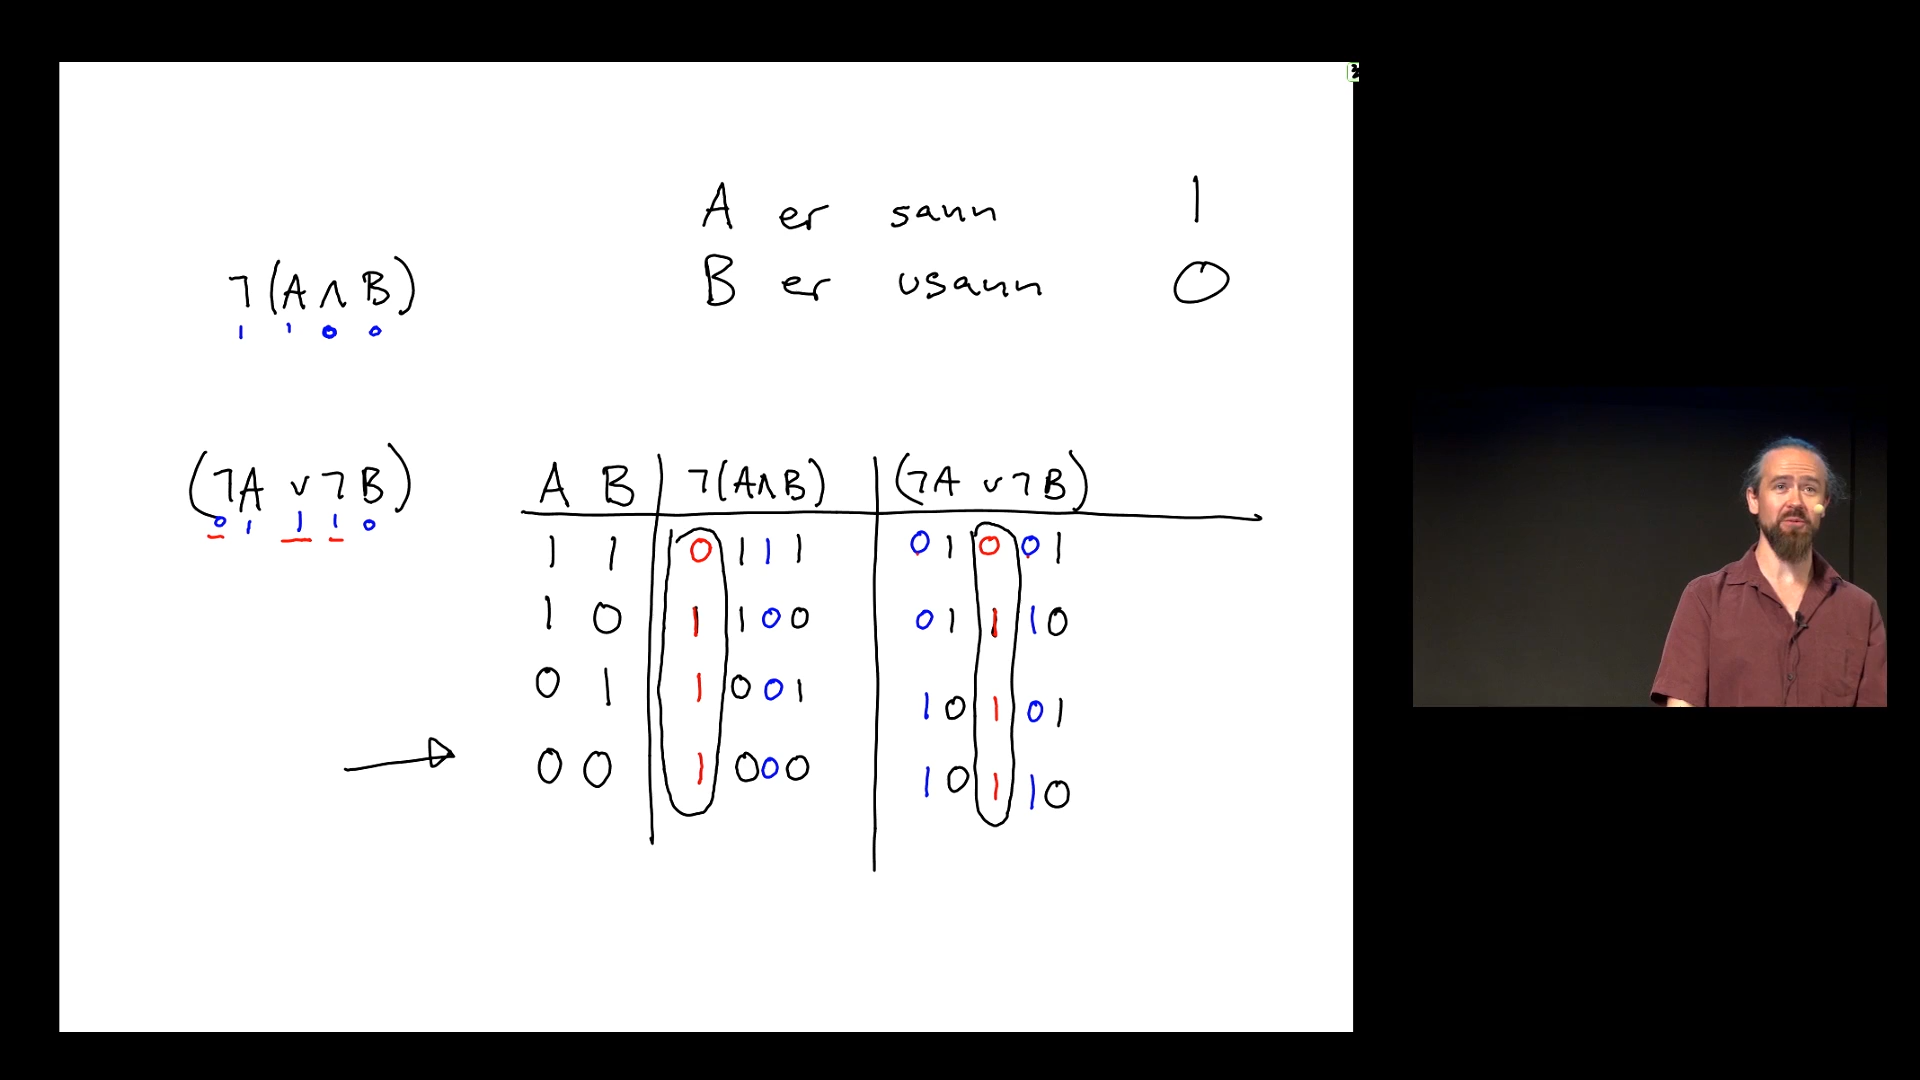 A er sann 1
B er usann 0
¬(A∧B)
1 1 0 0
(¬A ∨ ¬B)
0 1 1 1 0
A B ¬(A∧B) (¬A ∨ ¬B)
1 1 0 1 1 1 0 1 0 0 1
1 0 1 1 0 0 0 1 1 1 0
0 1 1 0 0 1 1 0 1 0 1
0 0 1 0 0 0 1 0 1 1 0